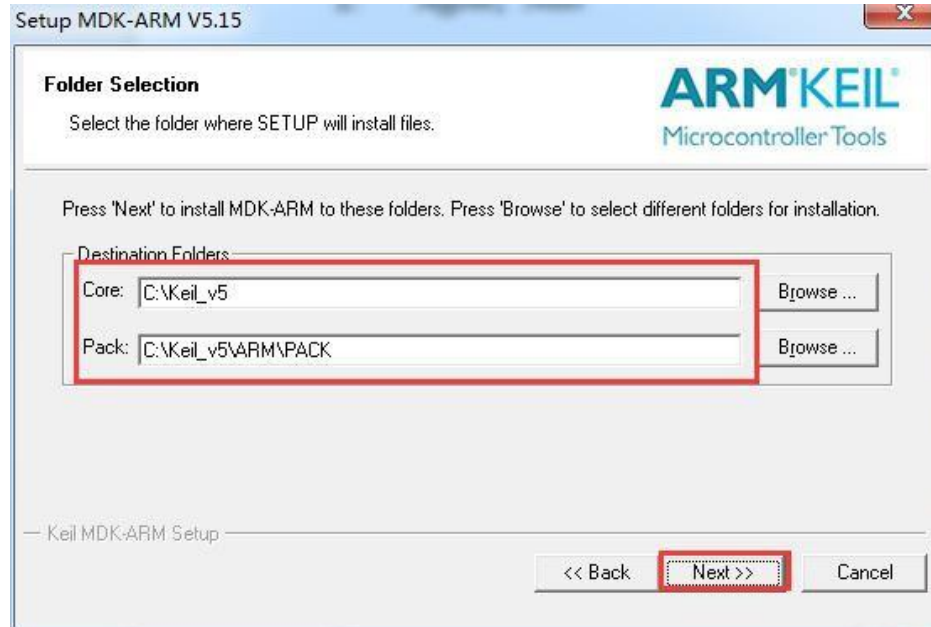 Setup MDK-ARM V5.15
Folder Selection
Select the folder where SETUP will install files.
ARM KEIL
Microcontroller Tools
Press 'Next' to install MDK-ARM to these folders. Press 'Browse' to select different folders for installation.
Destination Folders
Core: C:\Keil_v5 Browse ...
Pack: C:\Keil_v5\ARM\PACK Browse ...
Keil MDK-ARM Setup
<< Back Next >> Cancel